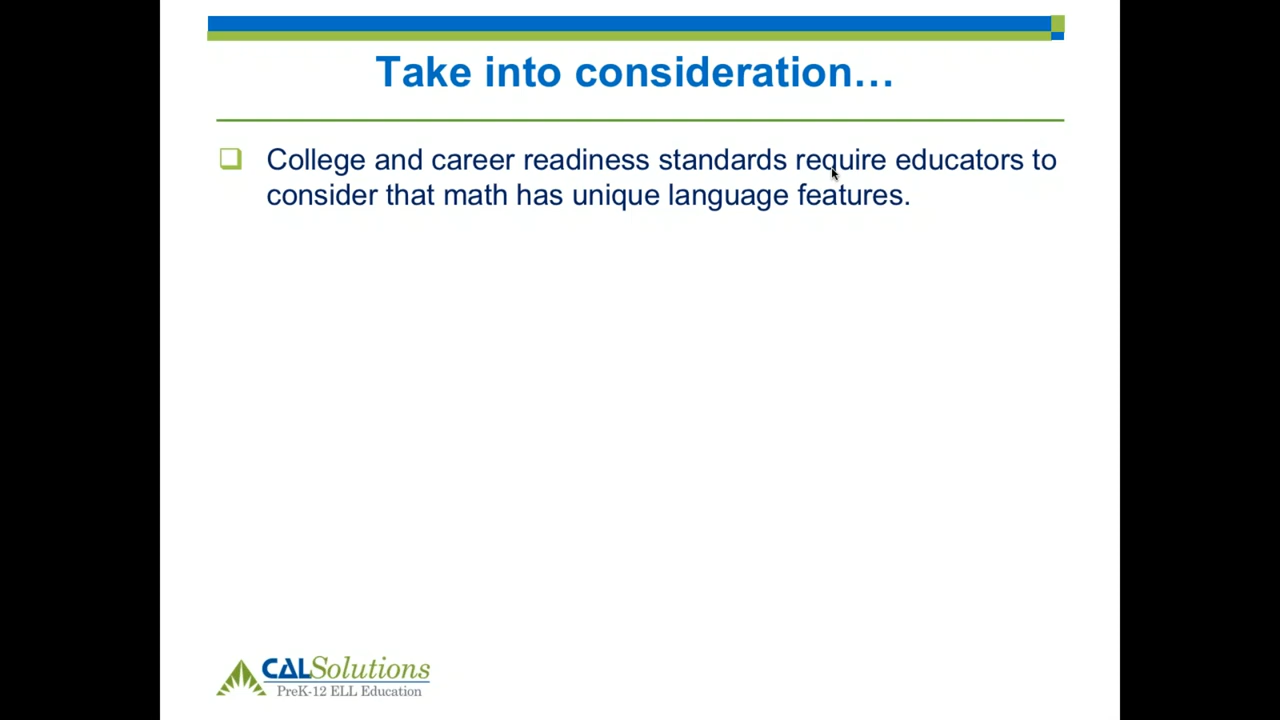 Take into consideration…
College and career readiness standards require educators to
consider that math has unique language features.
CALSolutions
PreK-12 ELL Education